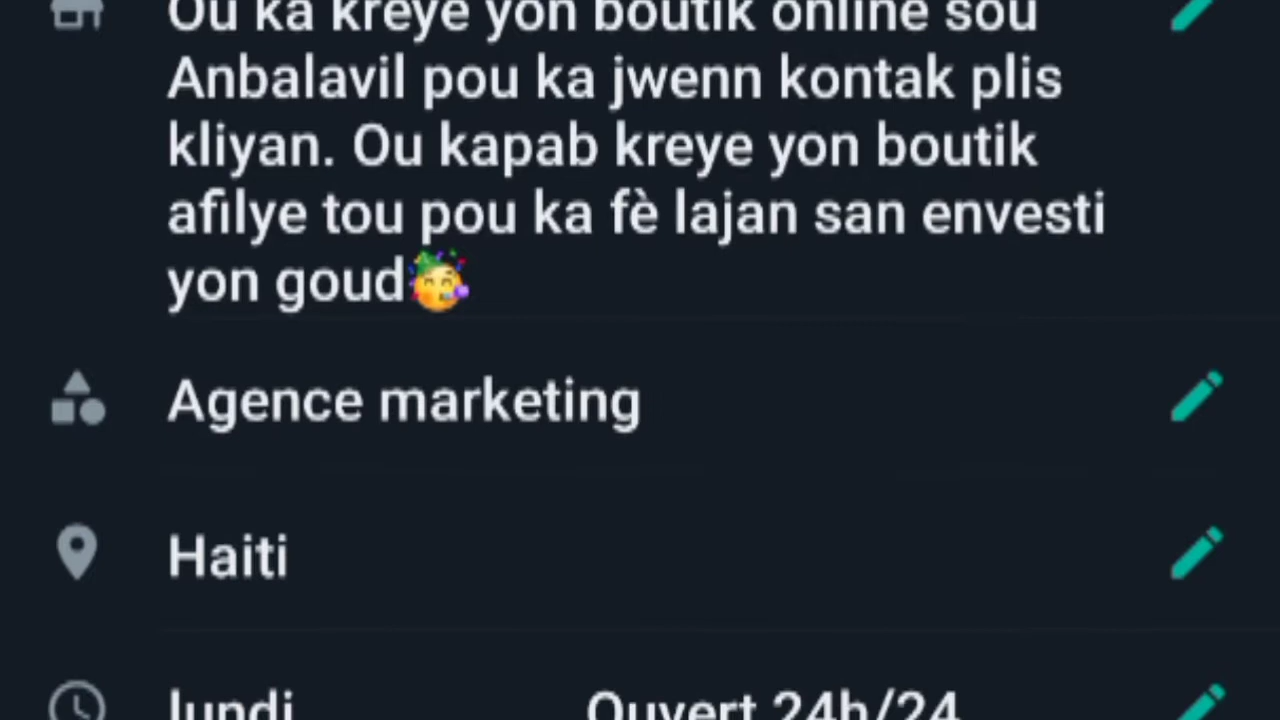 Ou ka kreye yon boutik online sou
Anbalavil pou ka jwenn kontak plis
kliyan. Ou kapab kreye yon boutik
afilye tou pou ka fè lajan san envesti
yon goud🥳
Agence marketing
Haiti
lundi Ouvert 24h/24